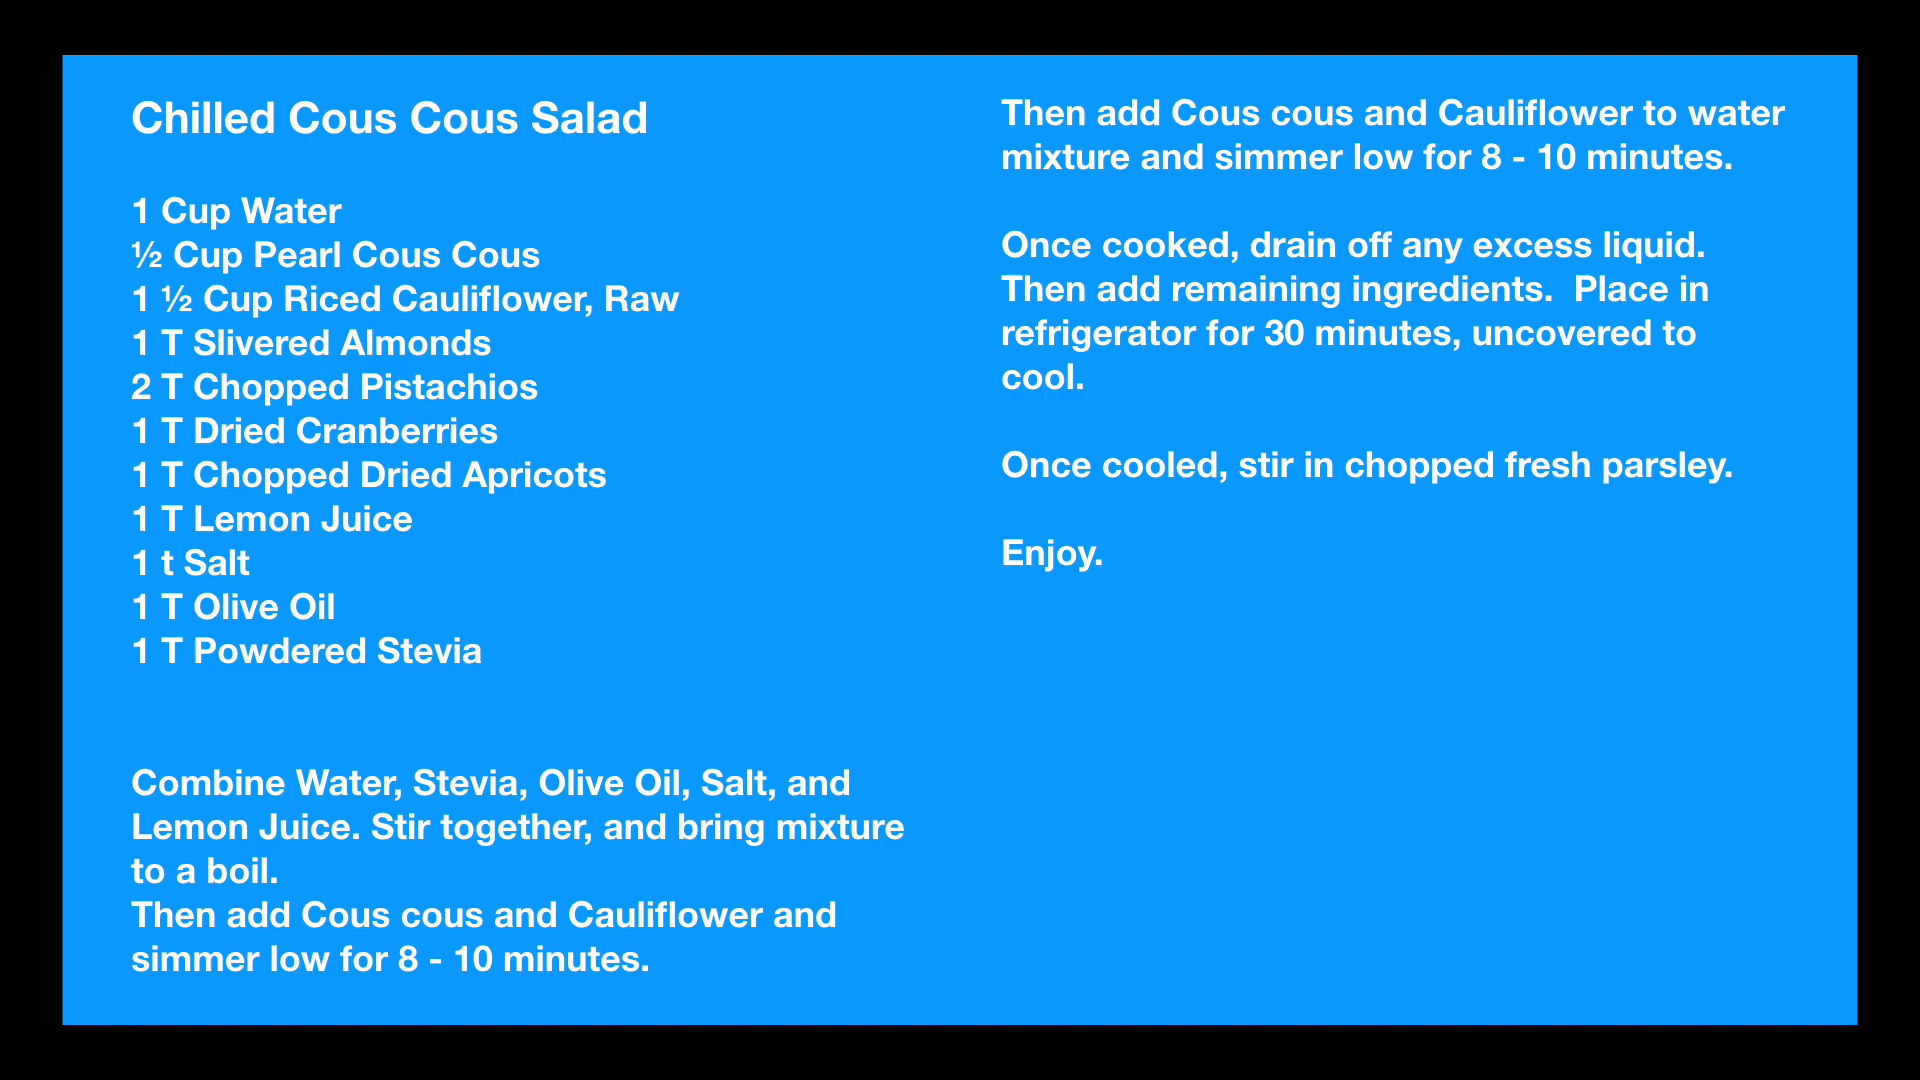 Chilled Cous Cous Salad
1 Cup Water
½ Cup Pearl Cous Cous
1 ½ Cup Riced Cauliflower, Raw
1 T Slivered Almonds
2 T Chopped Pistachios
1 T Dried Cranberries
1 T Chopped Dried Apricots
1 T Lemon Juice
1 t Salt
1 T Olive Oil
1 T Powdered Stevia
Combine Water, Stevia, Olive Oil, Salt, and
Lemon Juice. Stir together, and bring mixture
to a boil.
Then add Cous cous and Cauliflower and
simmer low for 8 - 10 minutes.
Then add Cous cous and Cauliflower to water
mixture and simmer low for 8 - 10 minutes.
Once cooked, drain off any excess liquid.
Then add remaining ingredients.  Place in
refrigerator for 30 minutes, uncovered to
cool.
Once cooled, stir in chopped fresh parsley.
Enjoy.